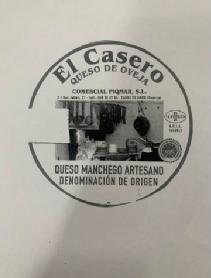 El Casero
QUESO DE OVEJA
COMERCIAL PIQMAR, S.L.
QUESO MANCHEGO ARTESANO
DENOMINACIÓN DE ORIGEN